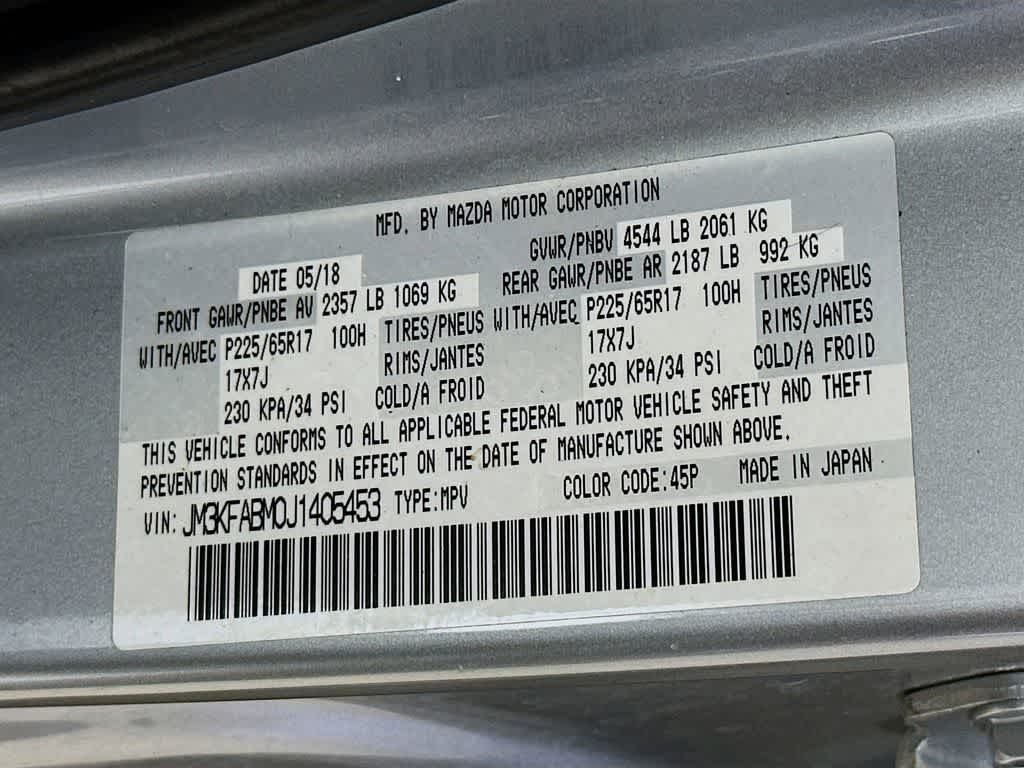 MFD. BY MAZDA MOTOR CORPORATION
DATE 05/18 GVWR/PNBV 4544 LB 2061 KG
FRONT GAWR/PNBE AV 2357 LB 1069 KG REAR GAWR/PNBE AR 2187 LB 992 KG
WITH/AVEC P225/65R17 100H TIRES/PNEUS WITH/AVEC P225/65R17 100H TIRES/PNEUS
17X7J RIMS/JANTES 17X7J RIMS/JANTES
230 KPA/34 PSI COLD/A FROID 230 KPA/34 PSI COLD/A FROID
THIS VEHICLE CONFORMS TO ALL APPLICABLE FEDERAL MOTOR VEHICLE SAFETY AND THEFT
PREVENTION STANDARDS IN EFFECT ON THE DATE OF MANUFACTURE SHOWN ABOVE.
VIN: JM3KFABM0J1405453 TYPE:MPV COLOR CODE:45P MADE IN JAPAN